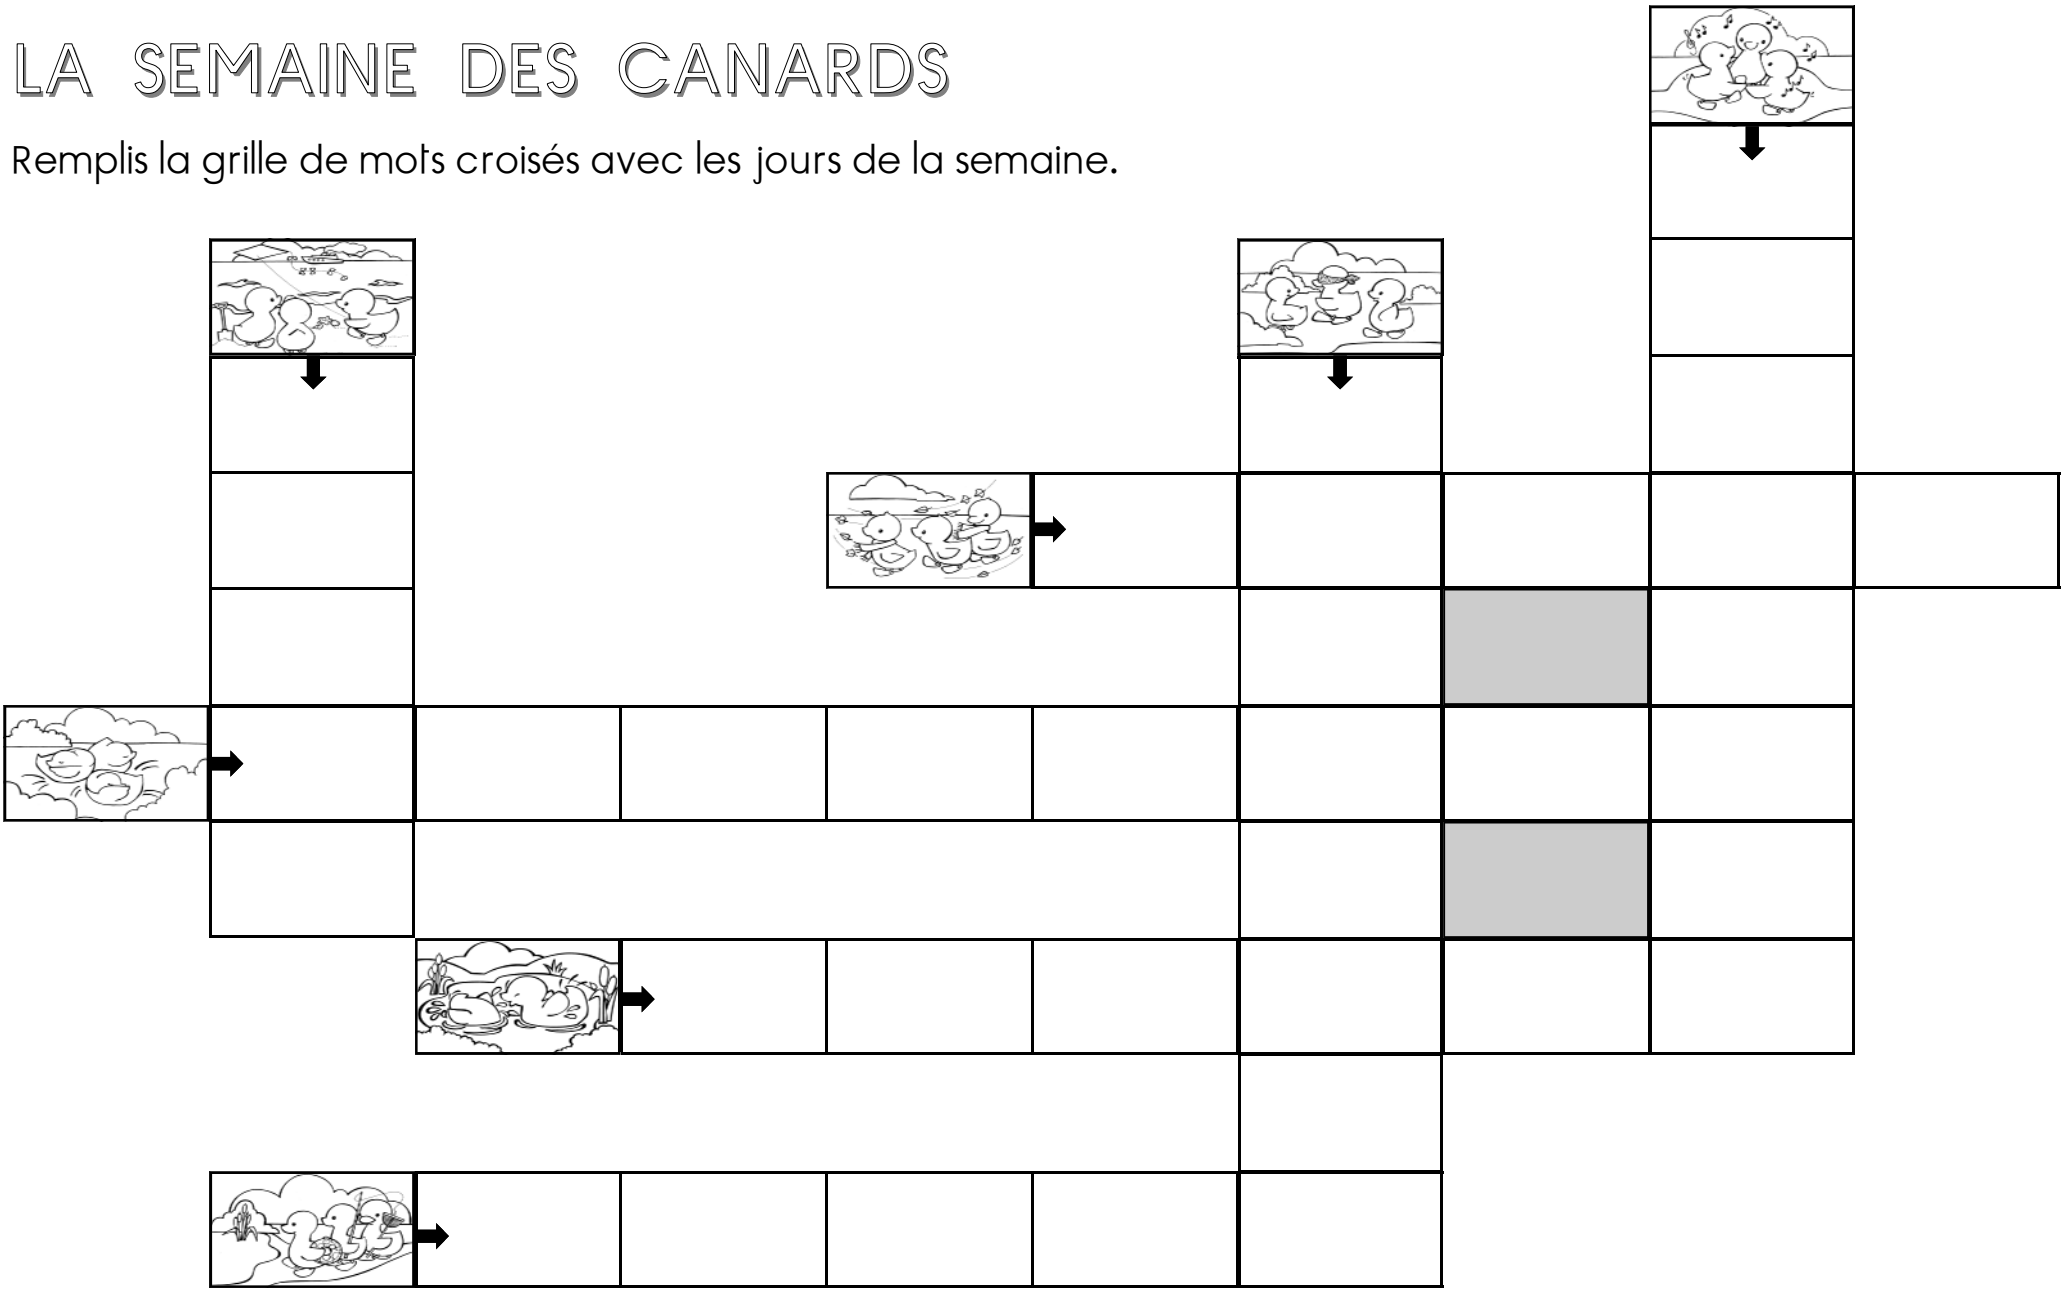 LA SEMAINE DES CANARDS
Remplis la grille de mots croisés avec les jours de la semaine.